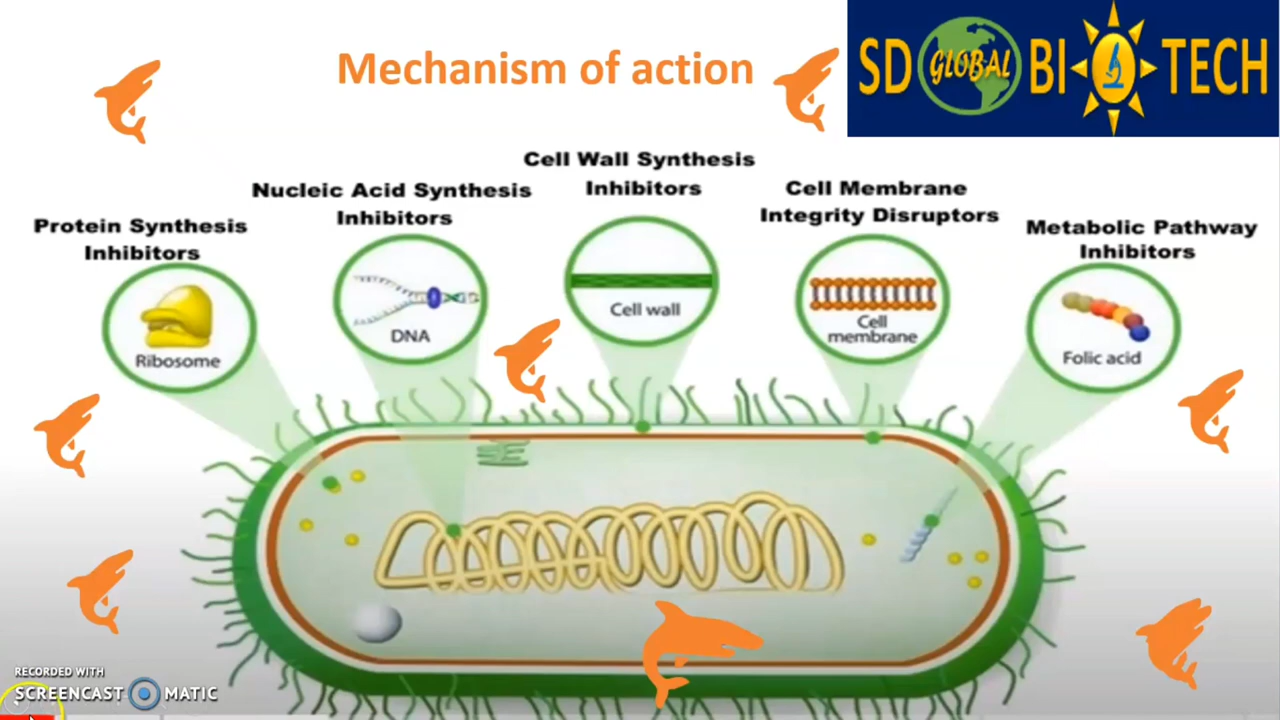 Mechanism of action
SD GLOBAL BI TECH
Cell Wall Synthesis
Inhibitors
Nucleic Acid Synthesis
Inhibitors
Cell Membrane
Integrity Disruptors
Protein Synthesis
Inhibitors
Metabolic Pathway
Inhibitors
Ribosome
DNA
Cell wall
Cell
membrane
Folic acid
RECORDED WITH
SCREENCAST MATIC